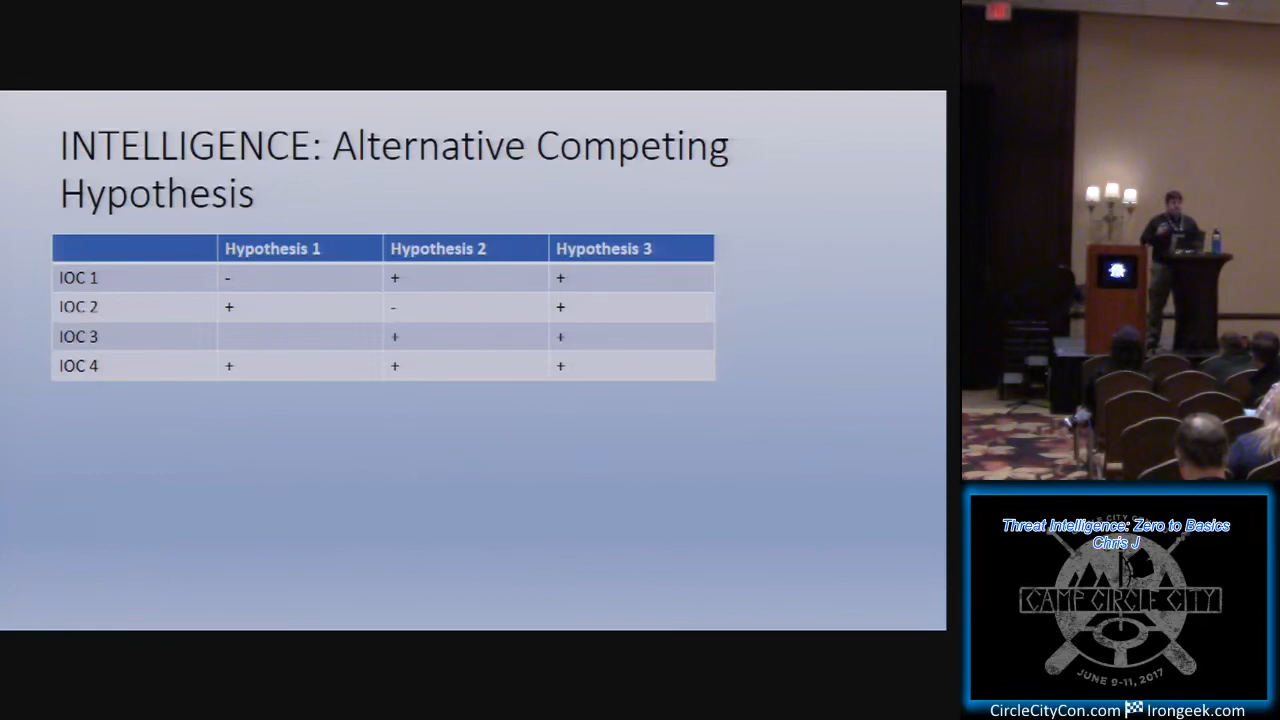 INTELLIGENCE: Alternative Competing
Hypothesis
Hypothesis 1 Hypothesis 2 Hypothesis 3
IOC 1 - + +
IOC 2 + - +
IOC 3 + +
IOC 4 + + +
Threat Intelligence: Zero to Basics
Chris J
CAMP CIRCLE CITY
JUNE 9-11, 2017
CircleCityCon.com Irongeek.com